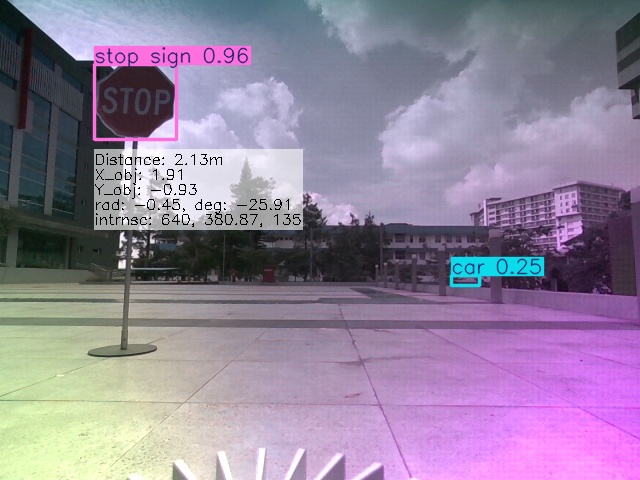 stop sign 0.96
STOP
Distance: 2.13m
X_obj: 1.91
Y_obj: -0.93
rad: -0.45, deg: -25.91
intrnsc: 640, 380.87, 135
car 0.25